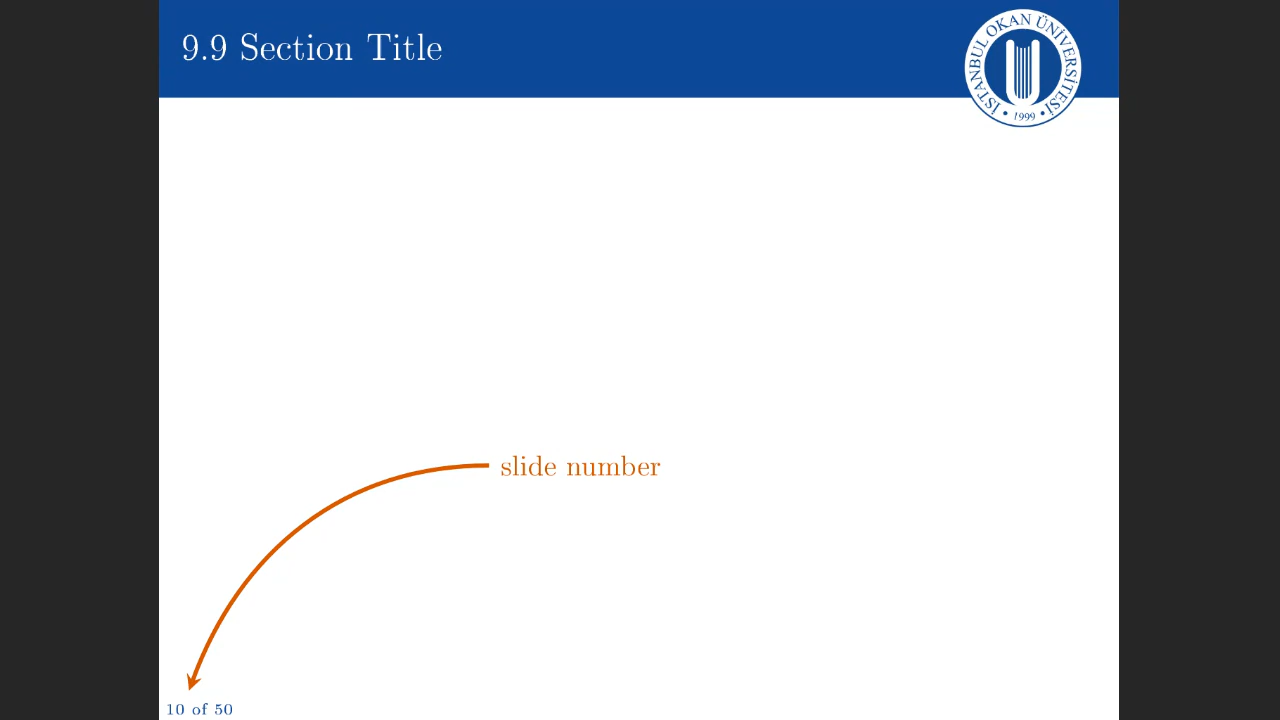 9.9 Section Title
İSTANBUL OKAN ÜNİVERSİTESİ
• 1999 •
slide number
10 of 50